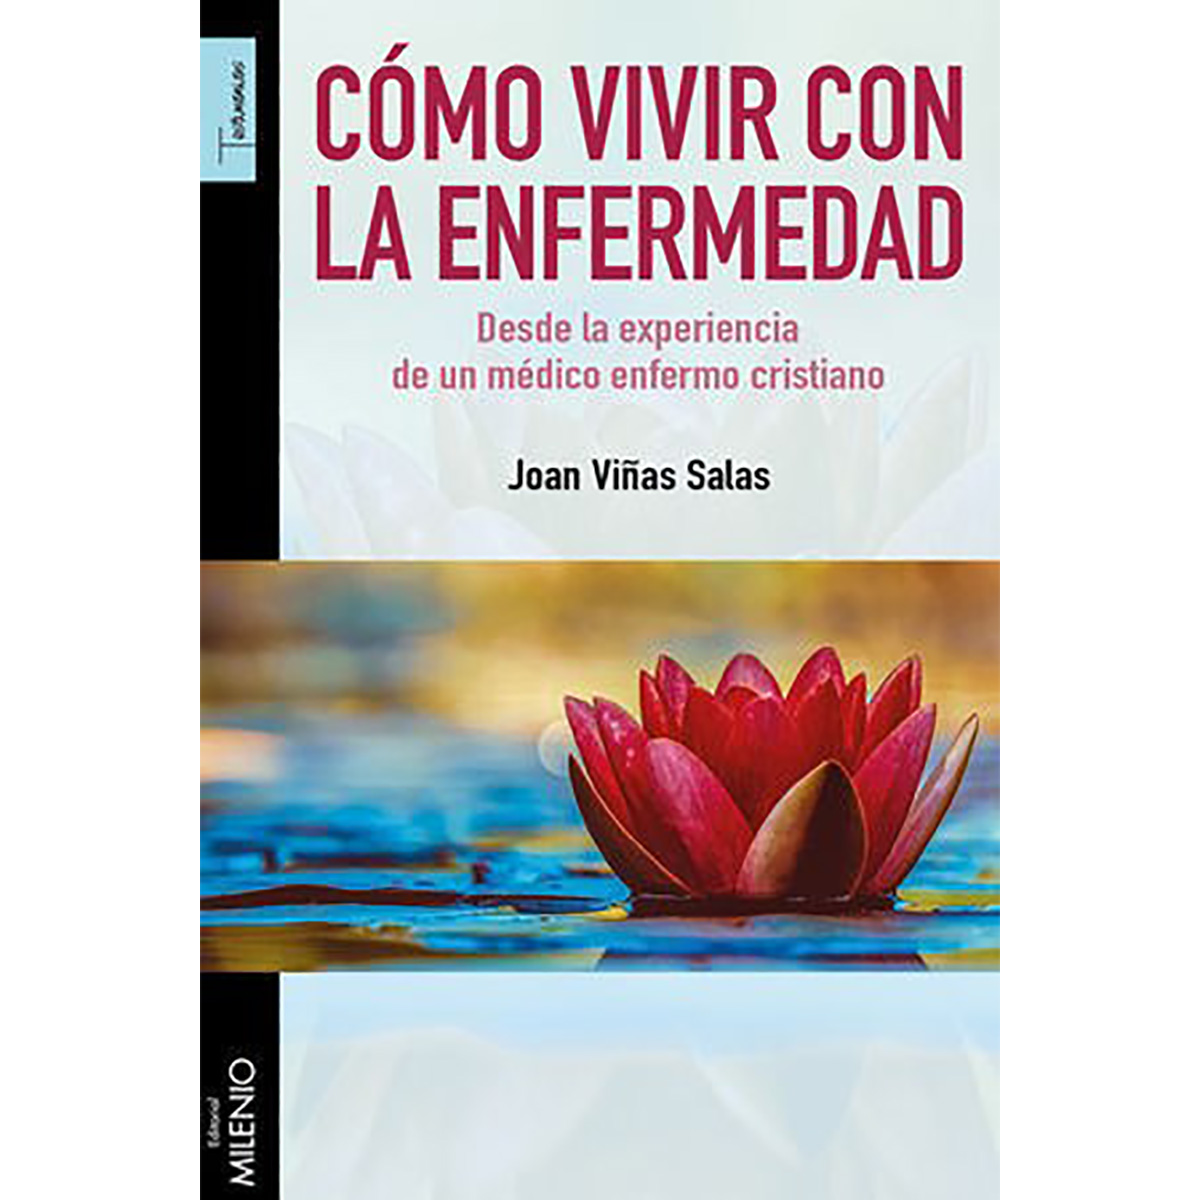 CÓMO VIVIR CON
LA ENFERMEDAD
Desde la experiencia
de un médico enfermo cristiano
Joan Viñas Salas
Editorial
MILENIO